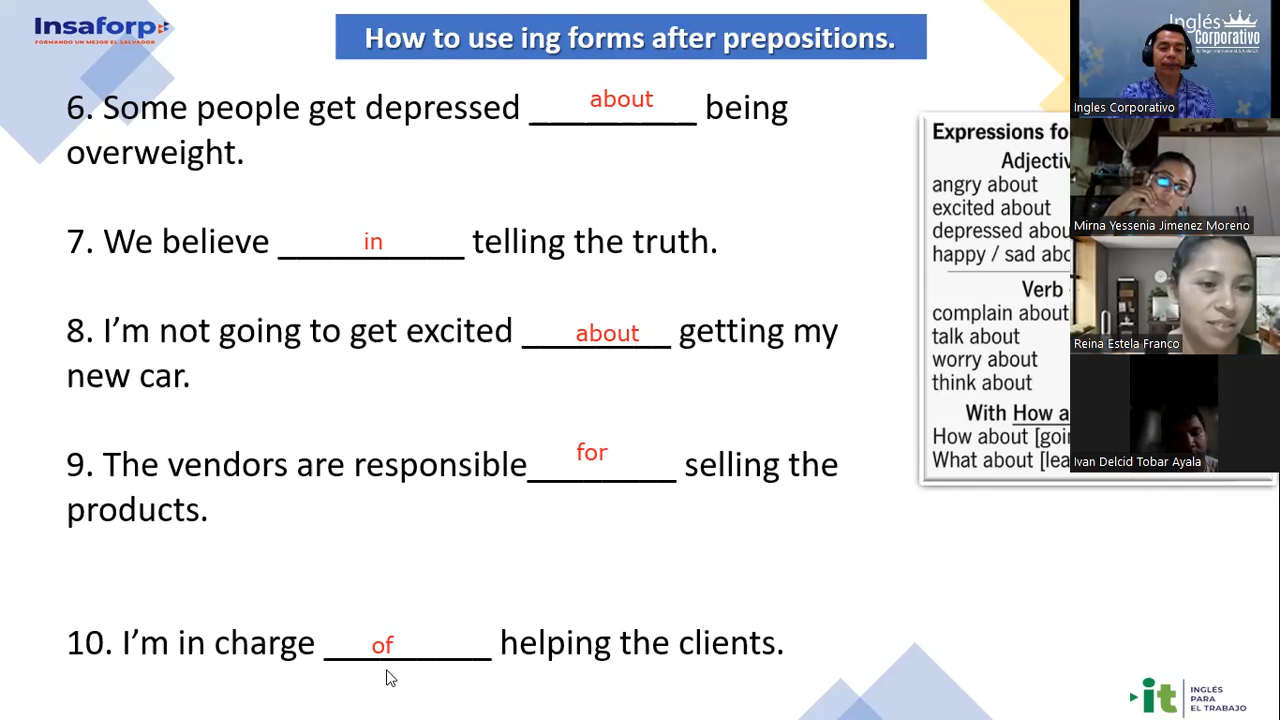 Insaforp
FORMANDO UN MEJOR EL SALVADOR
How to use ing forms after prepositions.
6. Some people get depressed about being
overweight.
7. We believe in telling the truth.
8. I’m not going to get excited about getting my
new car.
9. The vendors are responsible for selling the
products.
10. I’m in charge of helping the clients.
Expressions fo
Adjectiv
angry about
excited about
depressed abou
happy / sad abo
Verb
complain about
talk about
worry about
think about
With How a
How about [goin
What about [lea
Inglés
Corporativo
Ingles Corporativo
Mirna Yessenia Jimenez Moreno
Reina Estela Franco
Ivan Delcid Tobar Ayala
it
INGLÉS
PARA
EL TRABAJO